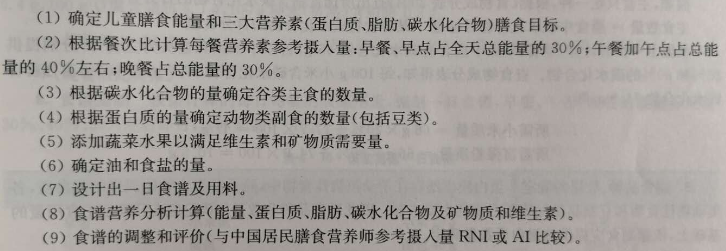 (1) 确定儿童膳食能量和三大营养素(蛋白质、脂肪、碳水化合物)膳食目标。
(2) 根据餐次比计算每餐营养素参考摄入量:早餐、早点占全天总能量的 30%;午餐加午点占总能
量的 40%左右;晚餐占总能量的 30%。
(3) 根据碳水化合物的量确定谷类主食的数量。
(4) 根据蛋白质的量确定动物类副食的数量(包括豆类)。
(5) 添加蔬菜水果以满足维生素和矿物质需要量。
(6) 确定油和食盐的量。
(7) 设计出一日食谱及用料。
(8) 食谱营养分析计算(能量、蛋白质、脂肪、碳水化合物及矿物质和维生素)。
(9) 食谱的调整和评价(与中国居民膳食营养师参考摄入量 RNI 或 AI 比较)。